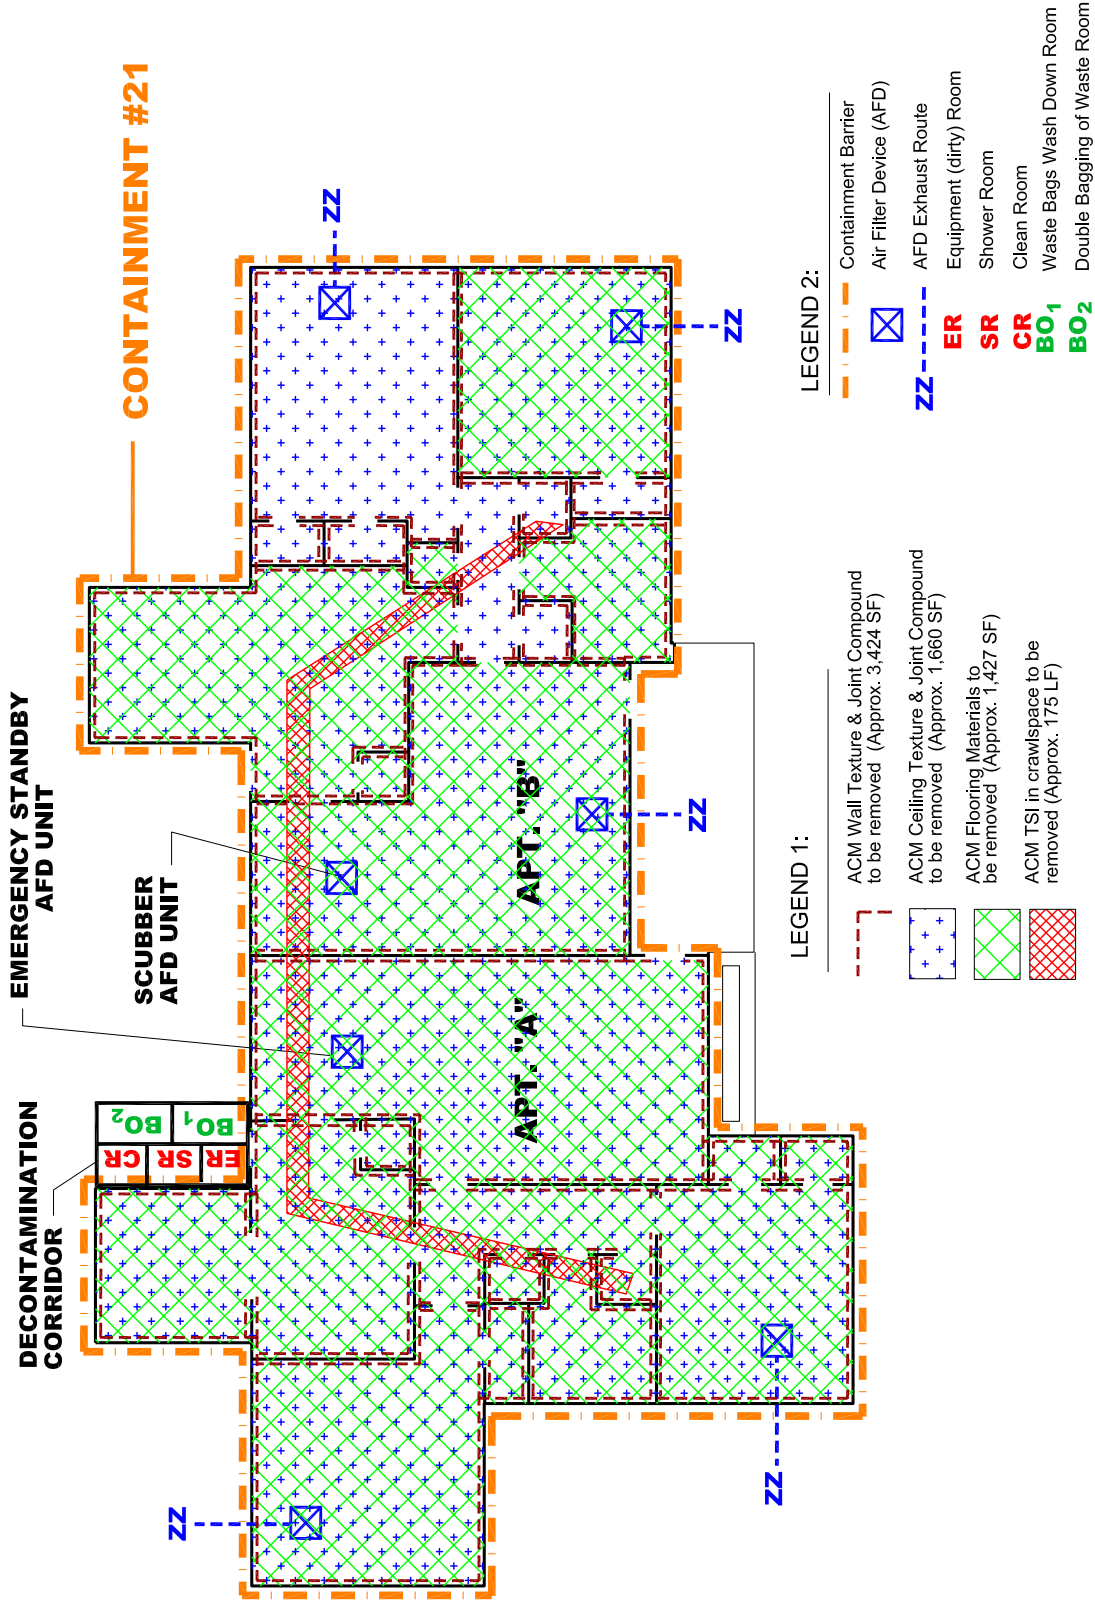 CONTAINMENT #21
EMERGENCY STANDBY
AFD UNIT
SCUBBER
AFD UNIT
DECONTAMINATION
CORRIDOR
CR
SR
ER
BO2
BO1
ZZ
ZZ
ZZ
ZZ
ZZ
APT. "A"
APT. "B"
LEGEND 1:
ACM Wall Texture & Joint Compound
to be removed (Approx. 3,424 SF)
ACM Ceiling Texture & Joint Compound
to be removed (Approx. 1,660 SF)
ACM Flooring Materials to
be removed (Approx. 1,427 SF)
ACM TSI in crawlspace to be
removed (Approx. 175 LF)
LEGEND 2:
Containment Barrier
Air Filter Device (AFD)
ZZ AFD Exhaust Route
ER Equipment (dirty) Room
SR Shower Room
CR Clean Room
BO1 Waste Bags Wash Down Room
BO2 Double Bagging of Waste Room